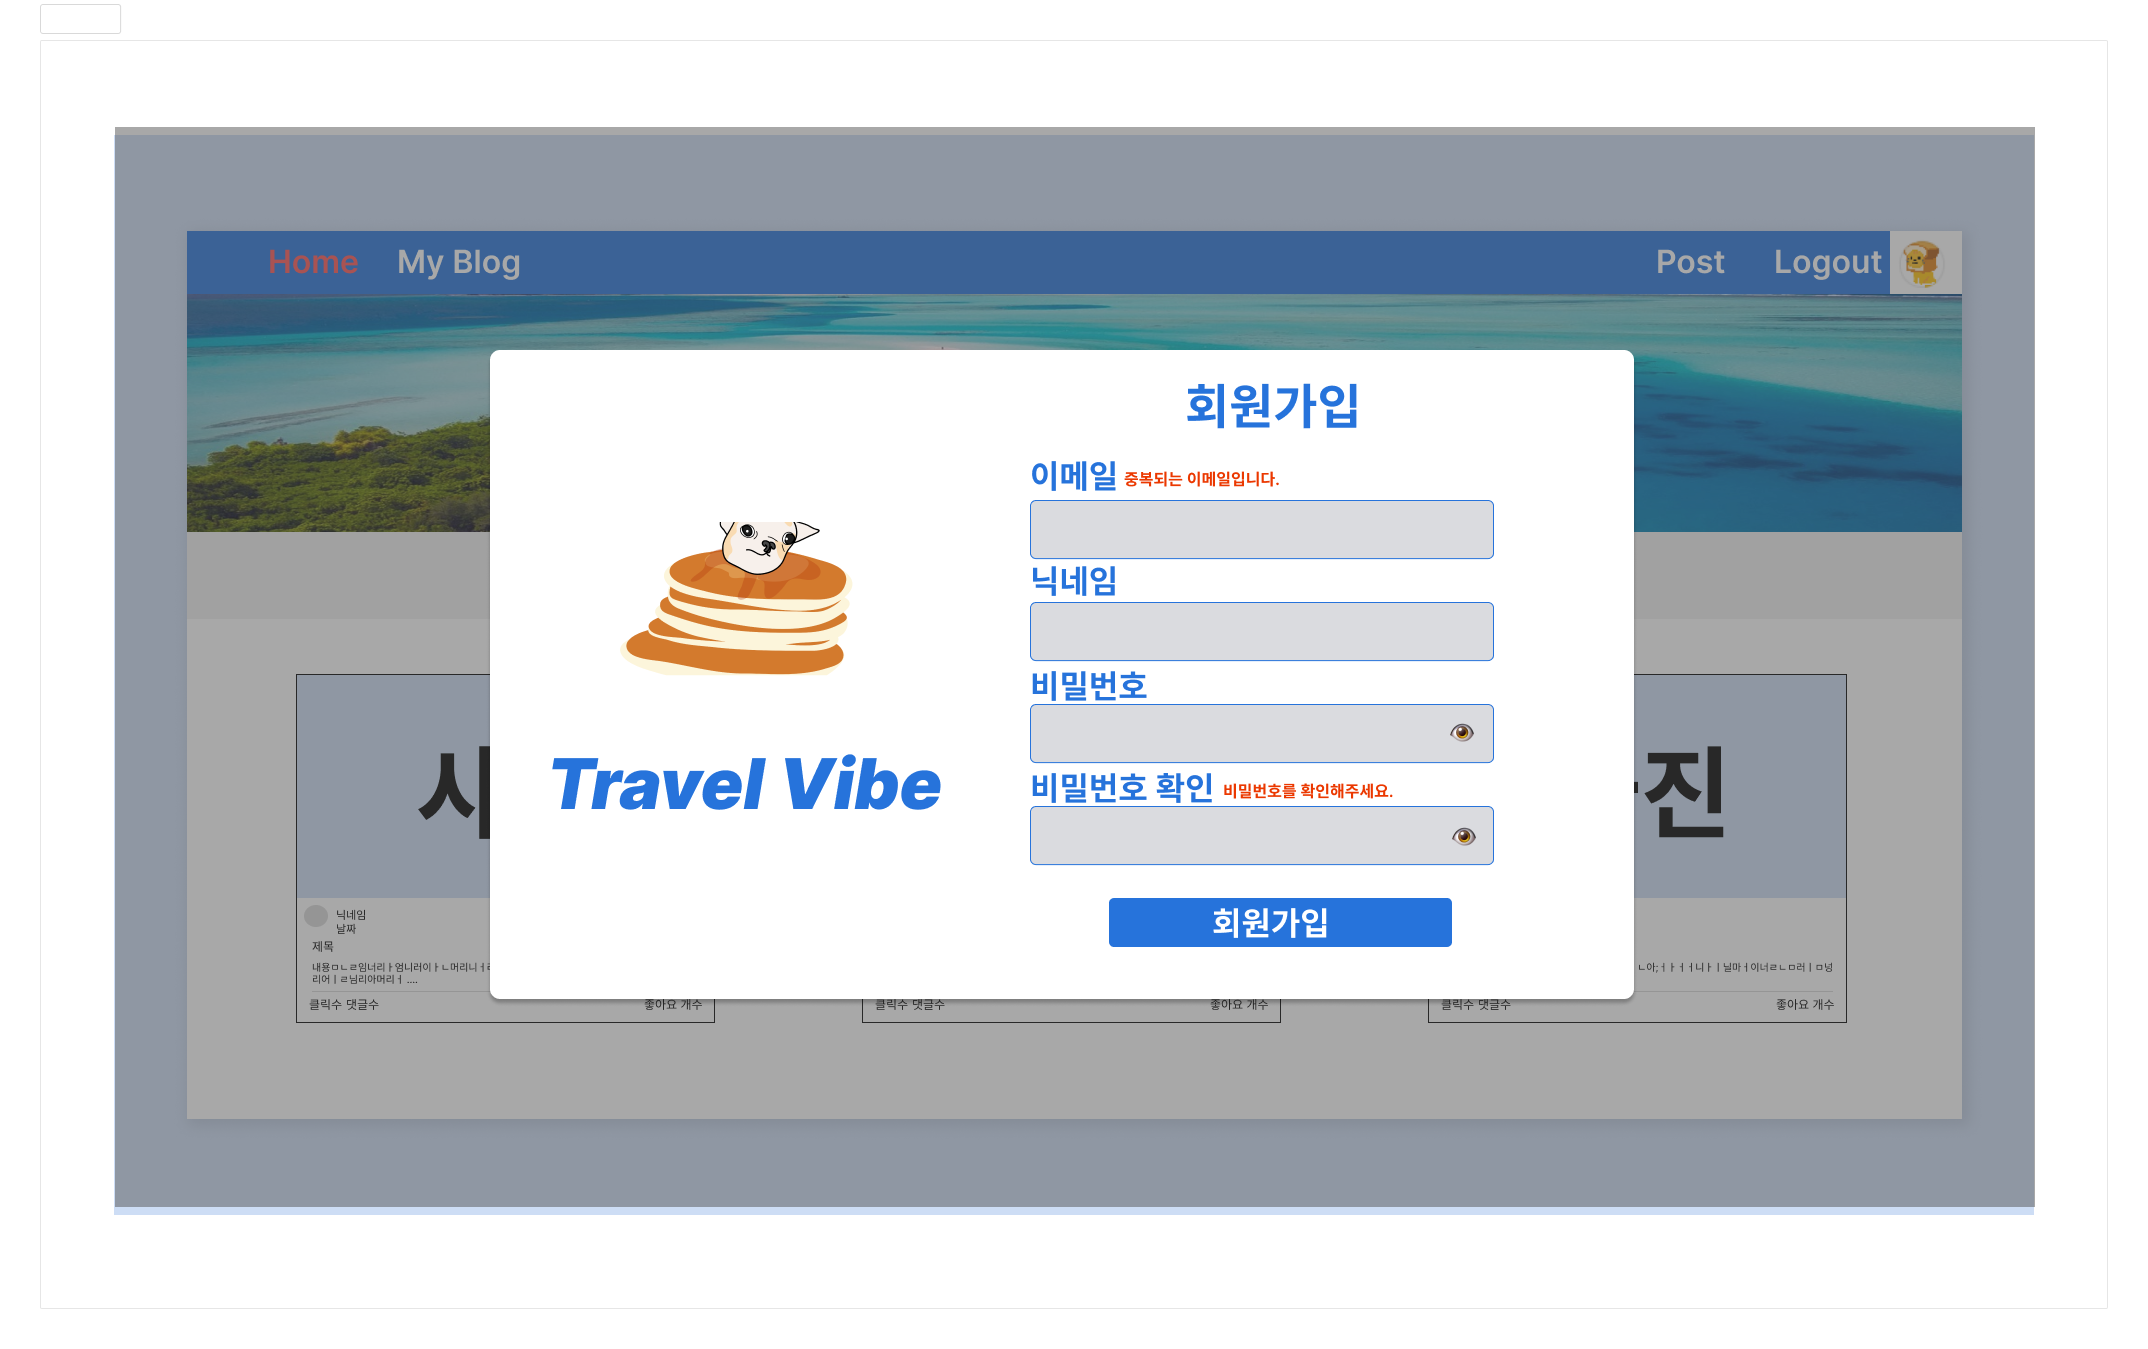 Home My Blog Post Logout
회원가입
이메일 중복되는 이메일입니다.
닉네임
비밀번호
비밀번호 확인 비밀번호를 확인해주세요.
회원가입
Travel Vibe
진
닉네임
날짜
제목
내용ㅁㄴㄹ임너리ㅏ엄니러이ㅏㄴ머리니ㅓ
리어ㅣㄹ님리아머리ㅓ ....
클릭수 댓글수 좋아요 개수
클릭수 댓글수 좋아요 개수
ㄴ아;ㅓㅏㅓㅕ니ㅏㅣ닐마ㅓ이너ㄹㄴㅁ러ㅣㅁ넝
클릭수 댓글수 좋아요 개수